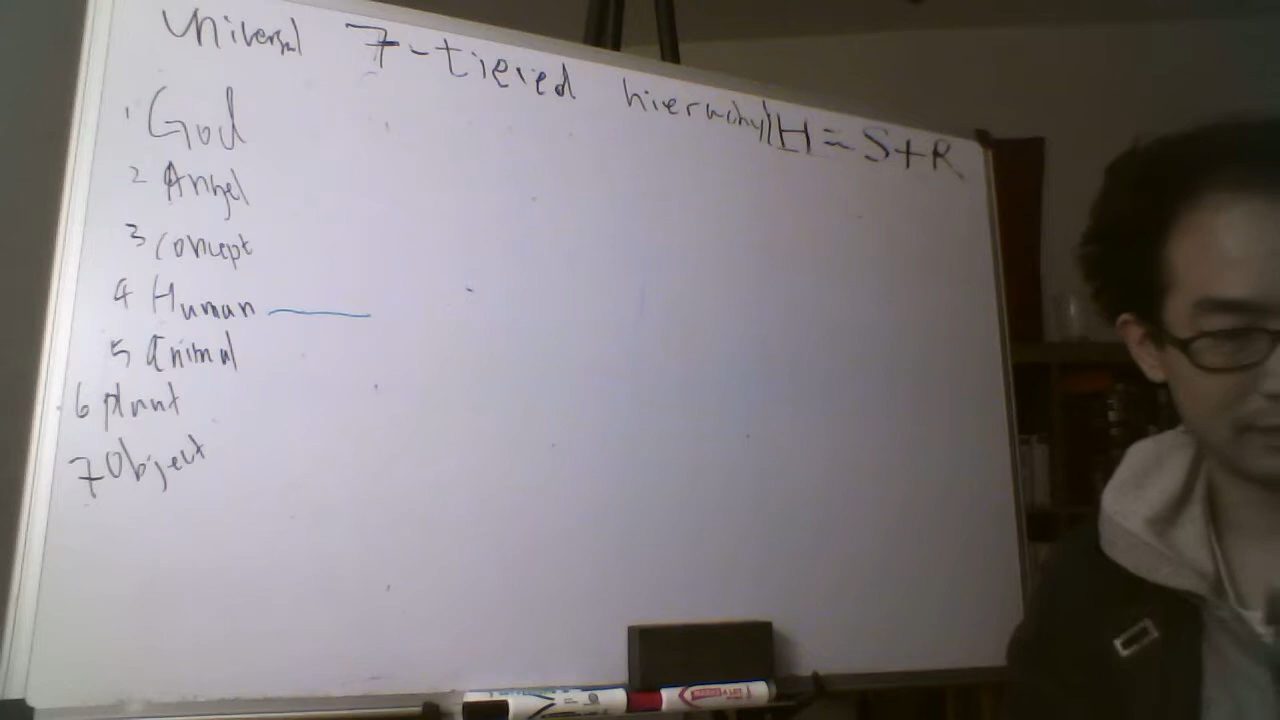 Universal 7-tiered hierarchy | H = S+R
1 God
2 Angel
3 concept
4 Human
5 Animal
6 plant
7 Object